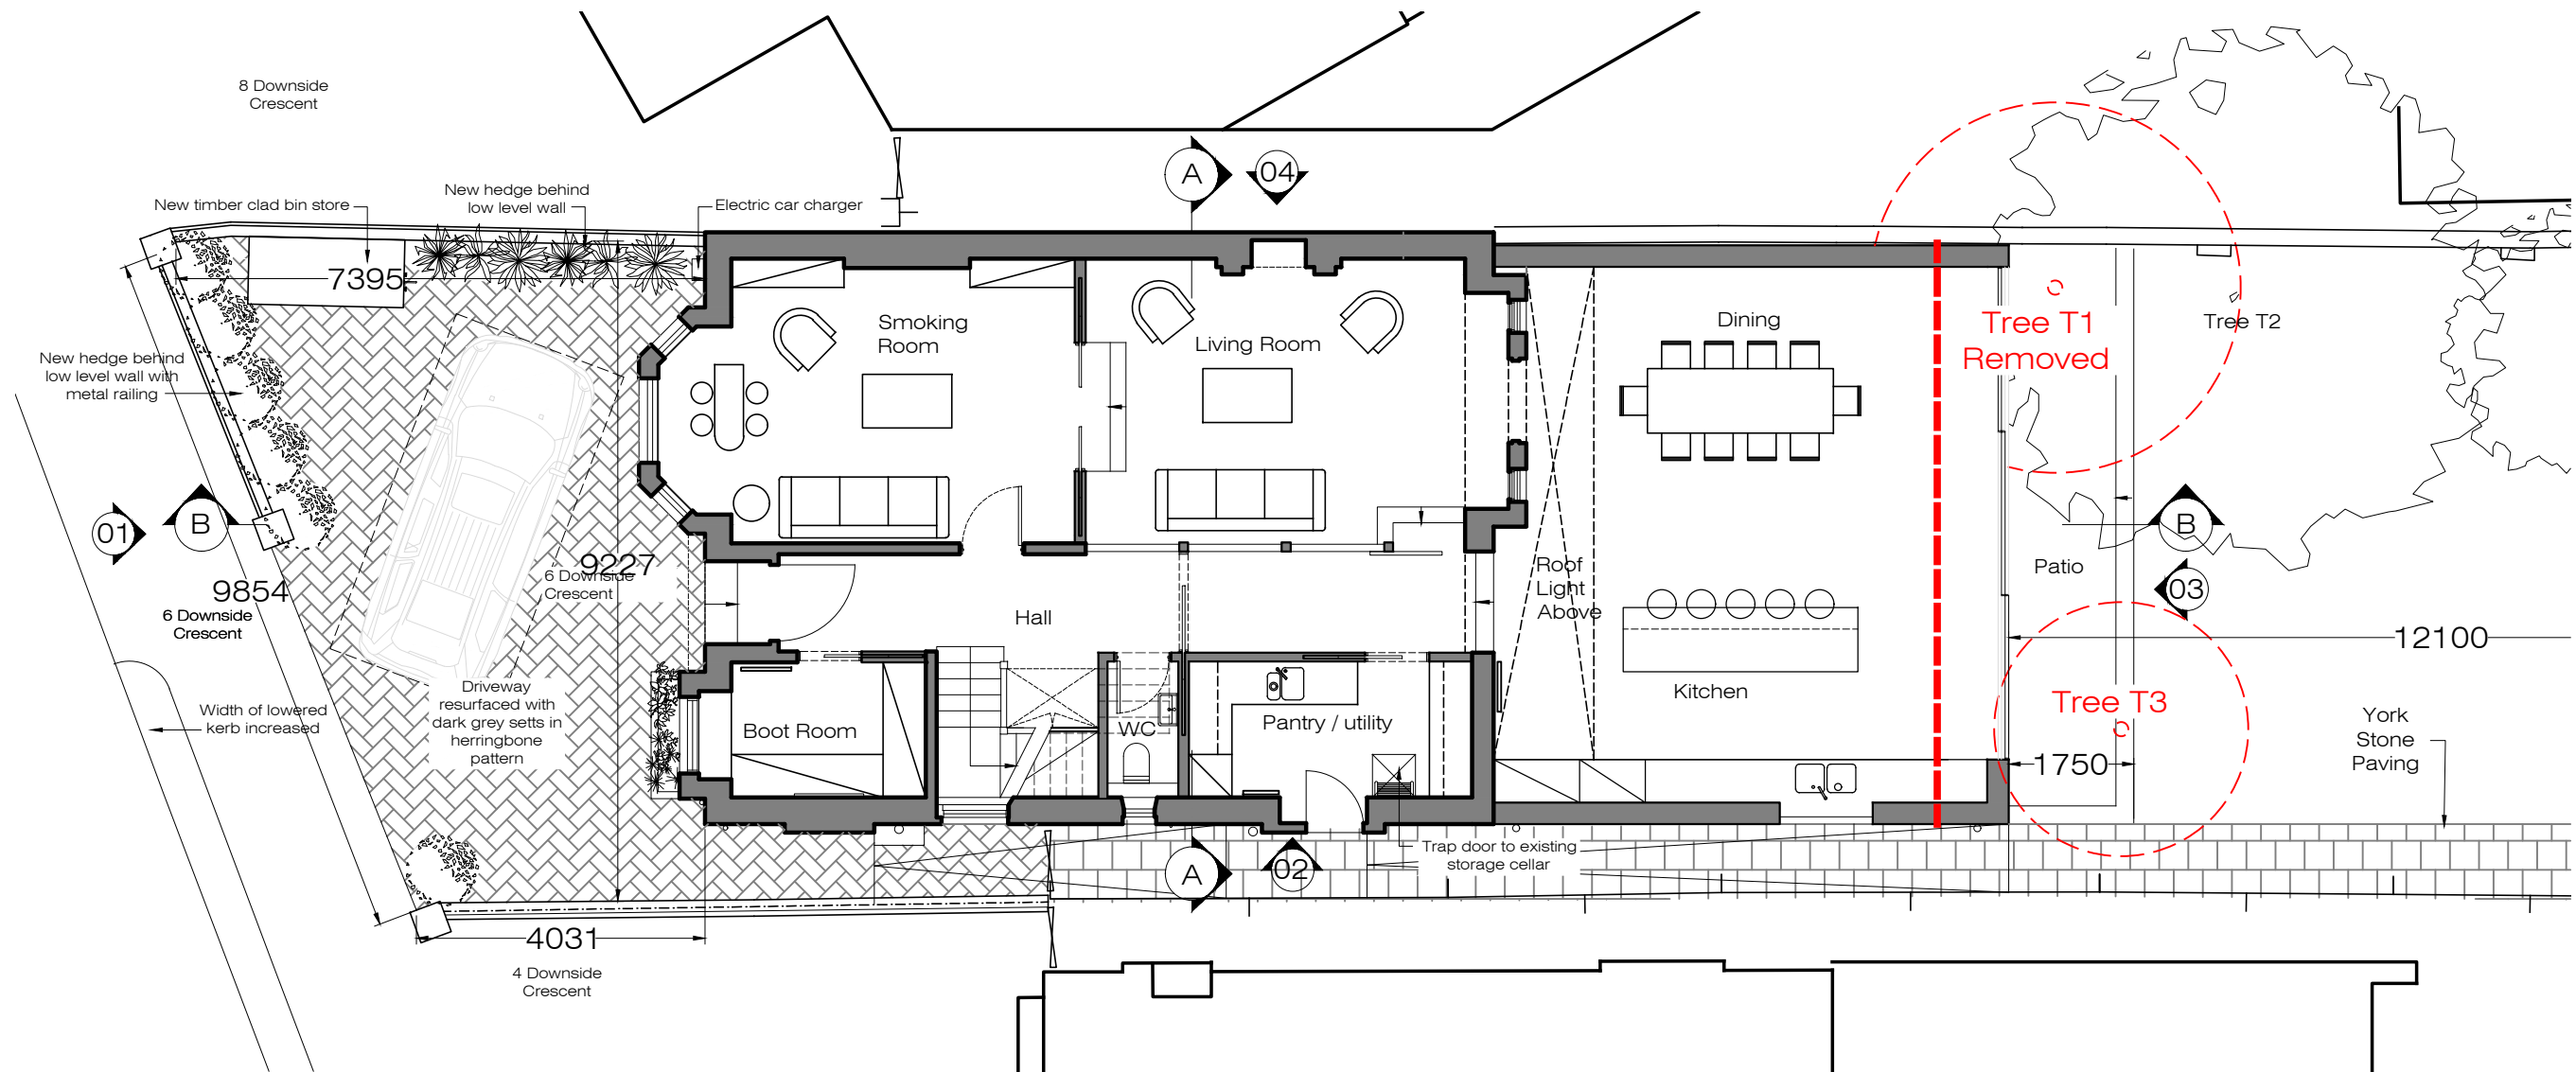 8 Downside
Crescent
New timber clad bin store
New hedge behind
low level wall
Electric car charger
A
04
7395
Smoking
Room
Living Room
Dining
Tree T1
Removed
Tree T2
New hedge behind
low level wall with
metal railing
01
B
9854
6 Downside
Crescent
9227
6 Downside
Crescent
Hall
Roof
Light
Above
Patio
B
03
12100
Kitchen
Tree T3
1750
York
Stone
Paving
Width of lowered
kerb increased
Driveway
resurfaced with
dark grey setts in
herringbone
pattern
Boot Room
WC
Pantry / utility
Trap door to existing
storage cellar
A
02
4031
4 Downside
Crescent